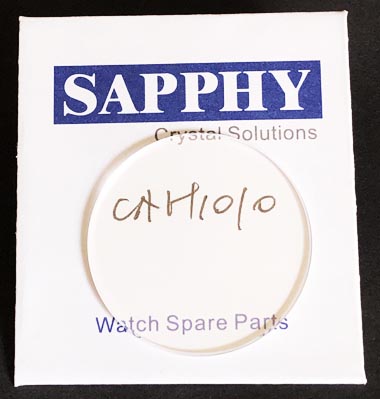 SAPPHY
Crystal Solutions
CAH1010
Watch Spare Parts